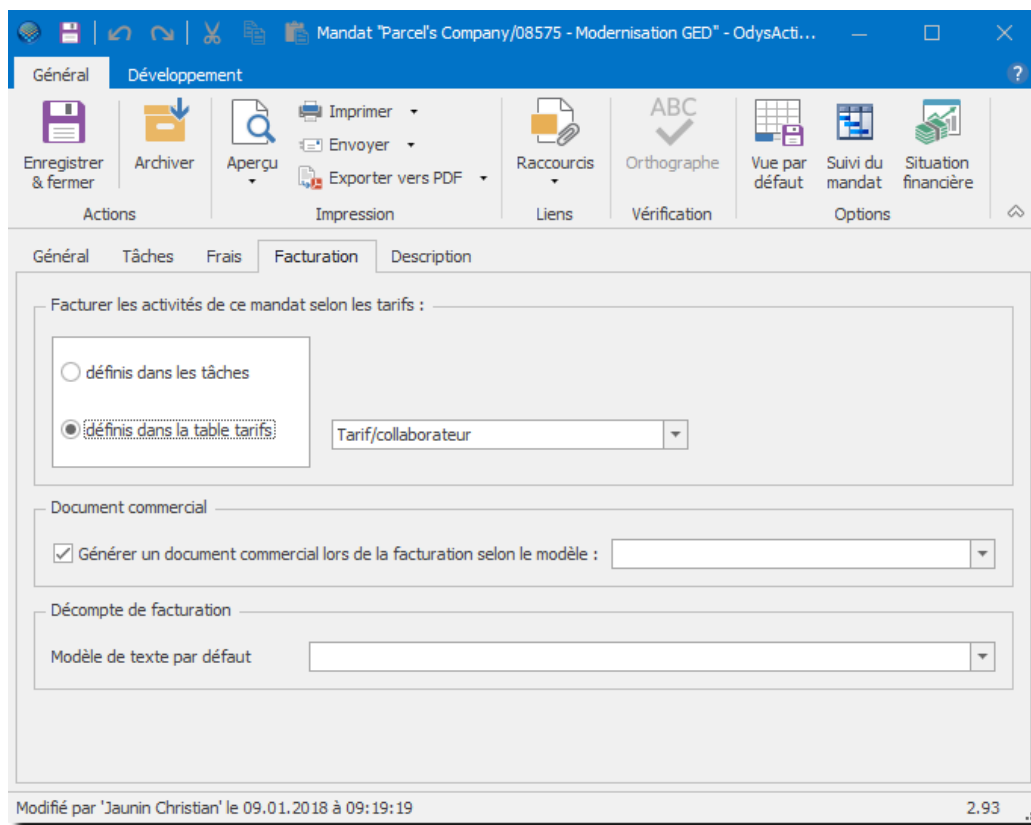 Mandat "Parcel's Company/08575 - Modernisation GED" - OdysActi...
Général Développement
?
Enregistrer & fermer
Archiver
Aperçu
Imprimer
Envoyer
Exporter vers PDF
Raccourcis
ABC
Orthographe
Vue par défaut
Suivi du mandat
Situation financière
Actions Impression Liens Vérification Options
Général Tâches Frais Facturation Description
Facturer les activités de ce mandat selon les tarifs :
définis dans les tâches
définis dans la table tarifs Tarif/collaborateur
Document commercial
Générer un document commercial lors de la facturation selon le modèle :
Décompte de facturation
Modèle de texte par défaut
Modifié par 'Jaunin Christian' le 09.01.2018 à 09:19:19 2.93